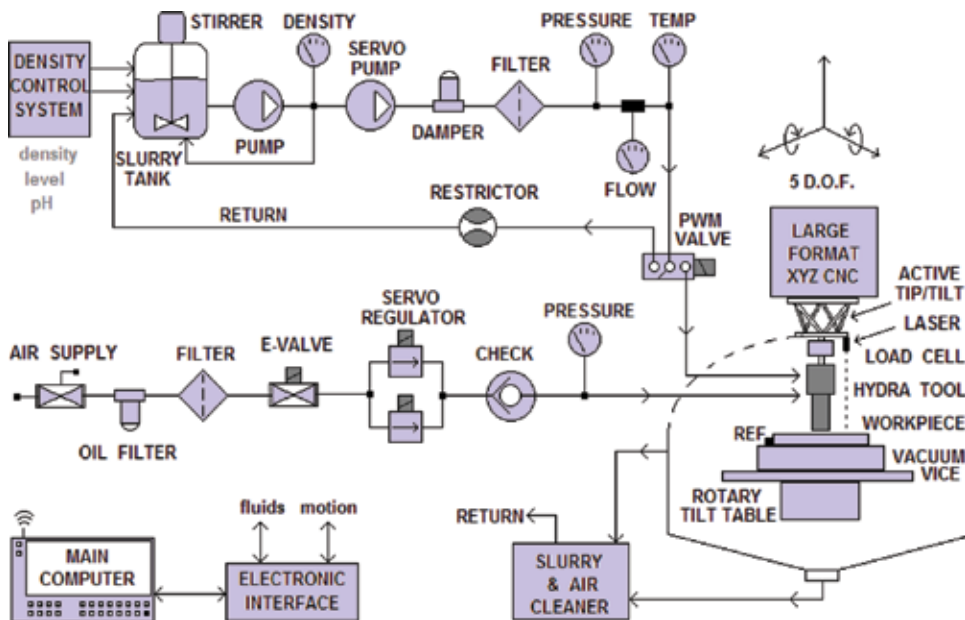 STIRRER
DENSITY
PRESSURE
TEMP
DENSITY
CONTROL
SYSTEM
SERVO
PUMP
FILTER
density
level
pH
SLURRY
TANK
PUMP
DAMPER
FLOW
5 D.O.F.
RETURN
RESTRICTOR
PWM
VALVE
LARGE
FORMAT
XYZ CNC
ACTIVE
TIP/TILT
LASER
LOAD CELL
HYDRA TOOL
WORKPIECE
REF
VACUUM
VICE
ROTARY
TILT TABLE
AIR SUPPLY
OIL FILTER
FILTER
E-VALVE
SERVO
REGULATOR
CHECK
PRESSURE
MAIN
COMPUTER
fluids
motion
ELECTRONIC
INTERFACE
RETURN
SLURRY
& AIR
CLEANER